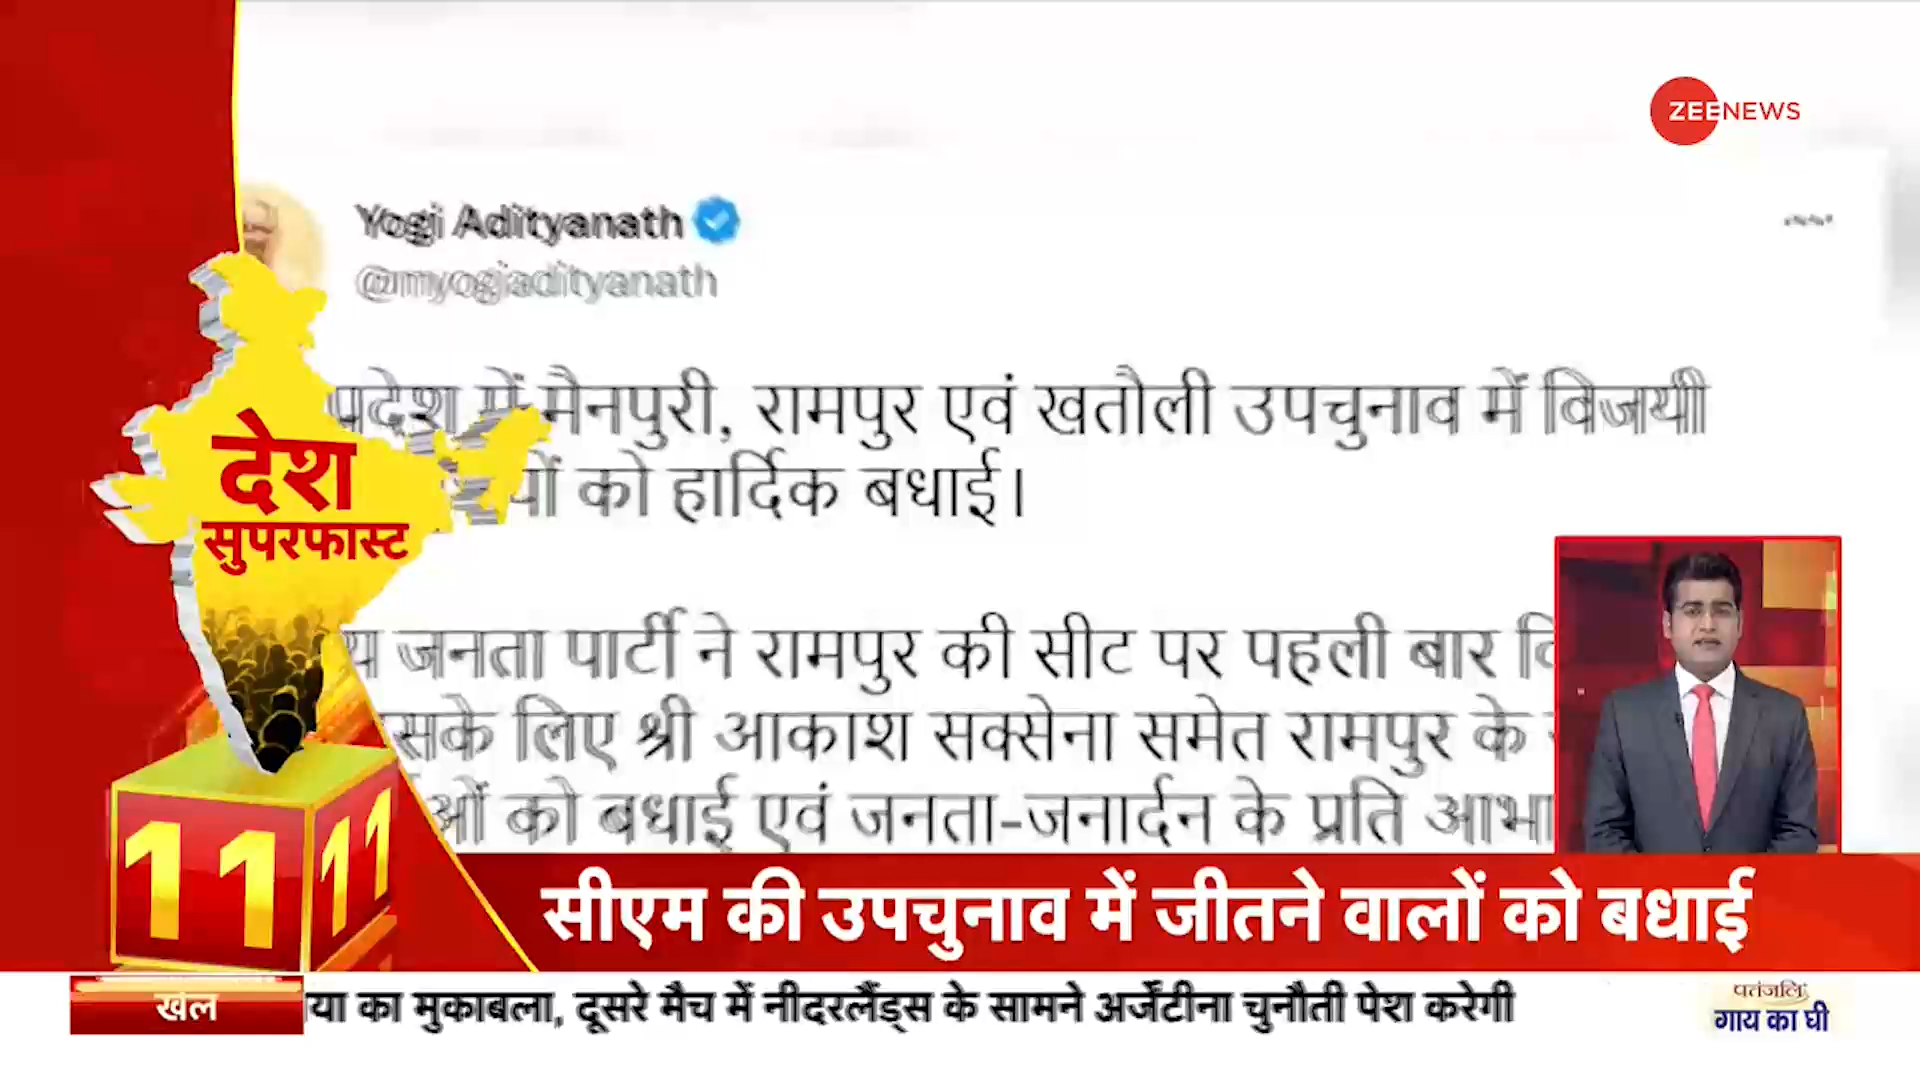 ZEENEWS
Yogi Adityanath
@myogiadityanath
प्रदेश में मैनपुरी, रामपुर एवं खतौली उपचुनाव में विजयी
को हार्दिक बधाई।
जनता पार्टी ने रामपुर की सीट पर पहली बार
लिए श्री आकाश सक्सेना समेत रामपुर के
को बधाई एवं जनता-जनार्दन के प्रति
देश
सुपरफास्ट
11
11
सीएम की उपचुनाव में जीतने वालों को बधाई
खेल
का मुकाबला, दूसरे मैच में नीदरलैंड्स के सामने अर्जेंटीना चुनौती पेश करेगी
पतंजलि
गाय का घी